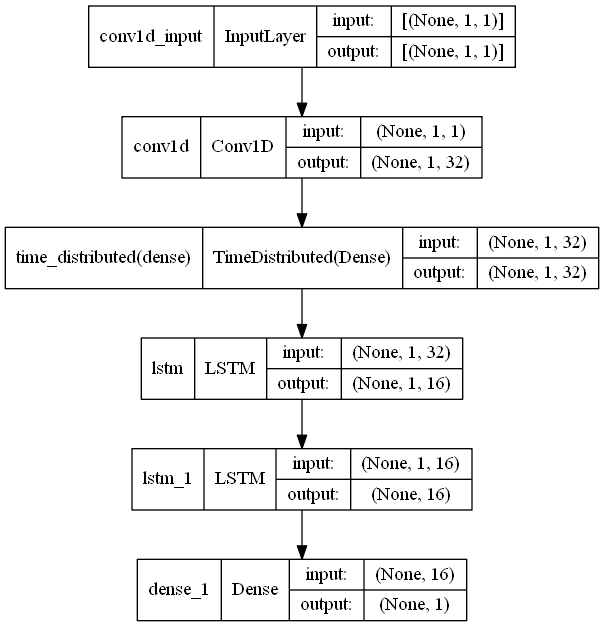 conv1d_input InputLayer input: [(None, 1, 1)]
output: [(None, 1, 1)]
conv1d Conv1D input: (None, 1, 1)
output: (None, 1, 32)
time_distributed(dense) TimeDistributed(Dense) input: (None, 1, 32)
output: (None, 1, 32)
lstm LSTM input: (None, 1, 32)
output: (None, 1, 16)
lstm_1 LSTM input: (None, 1, 16)
output: (None, 16)
dense_1 Dense input: (None, 16)
output: (None, 1)